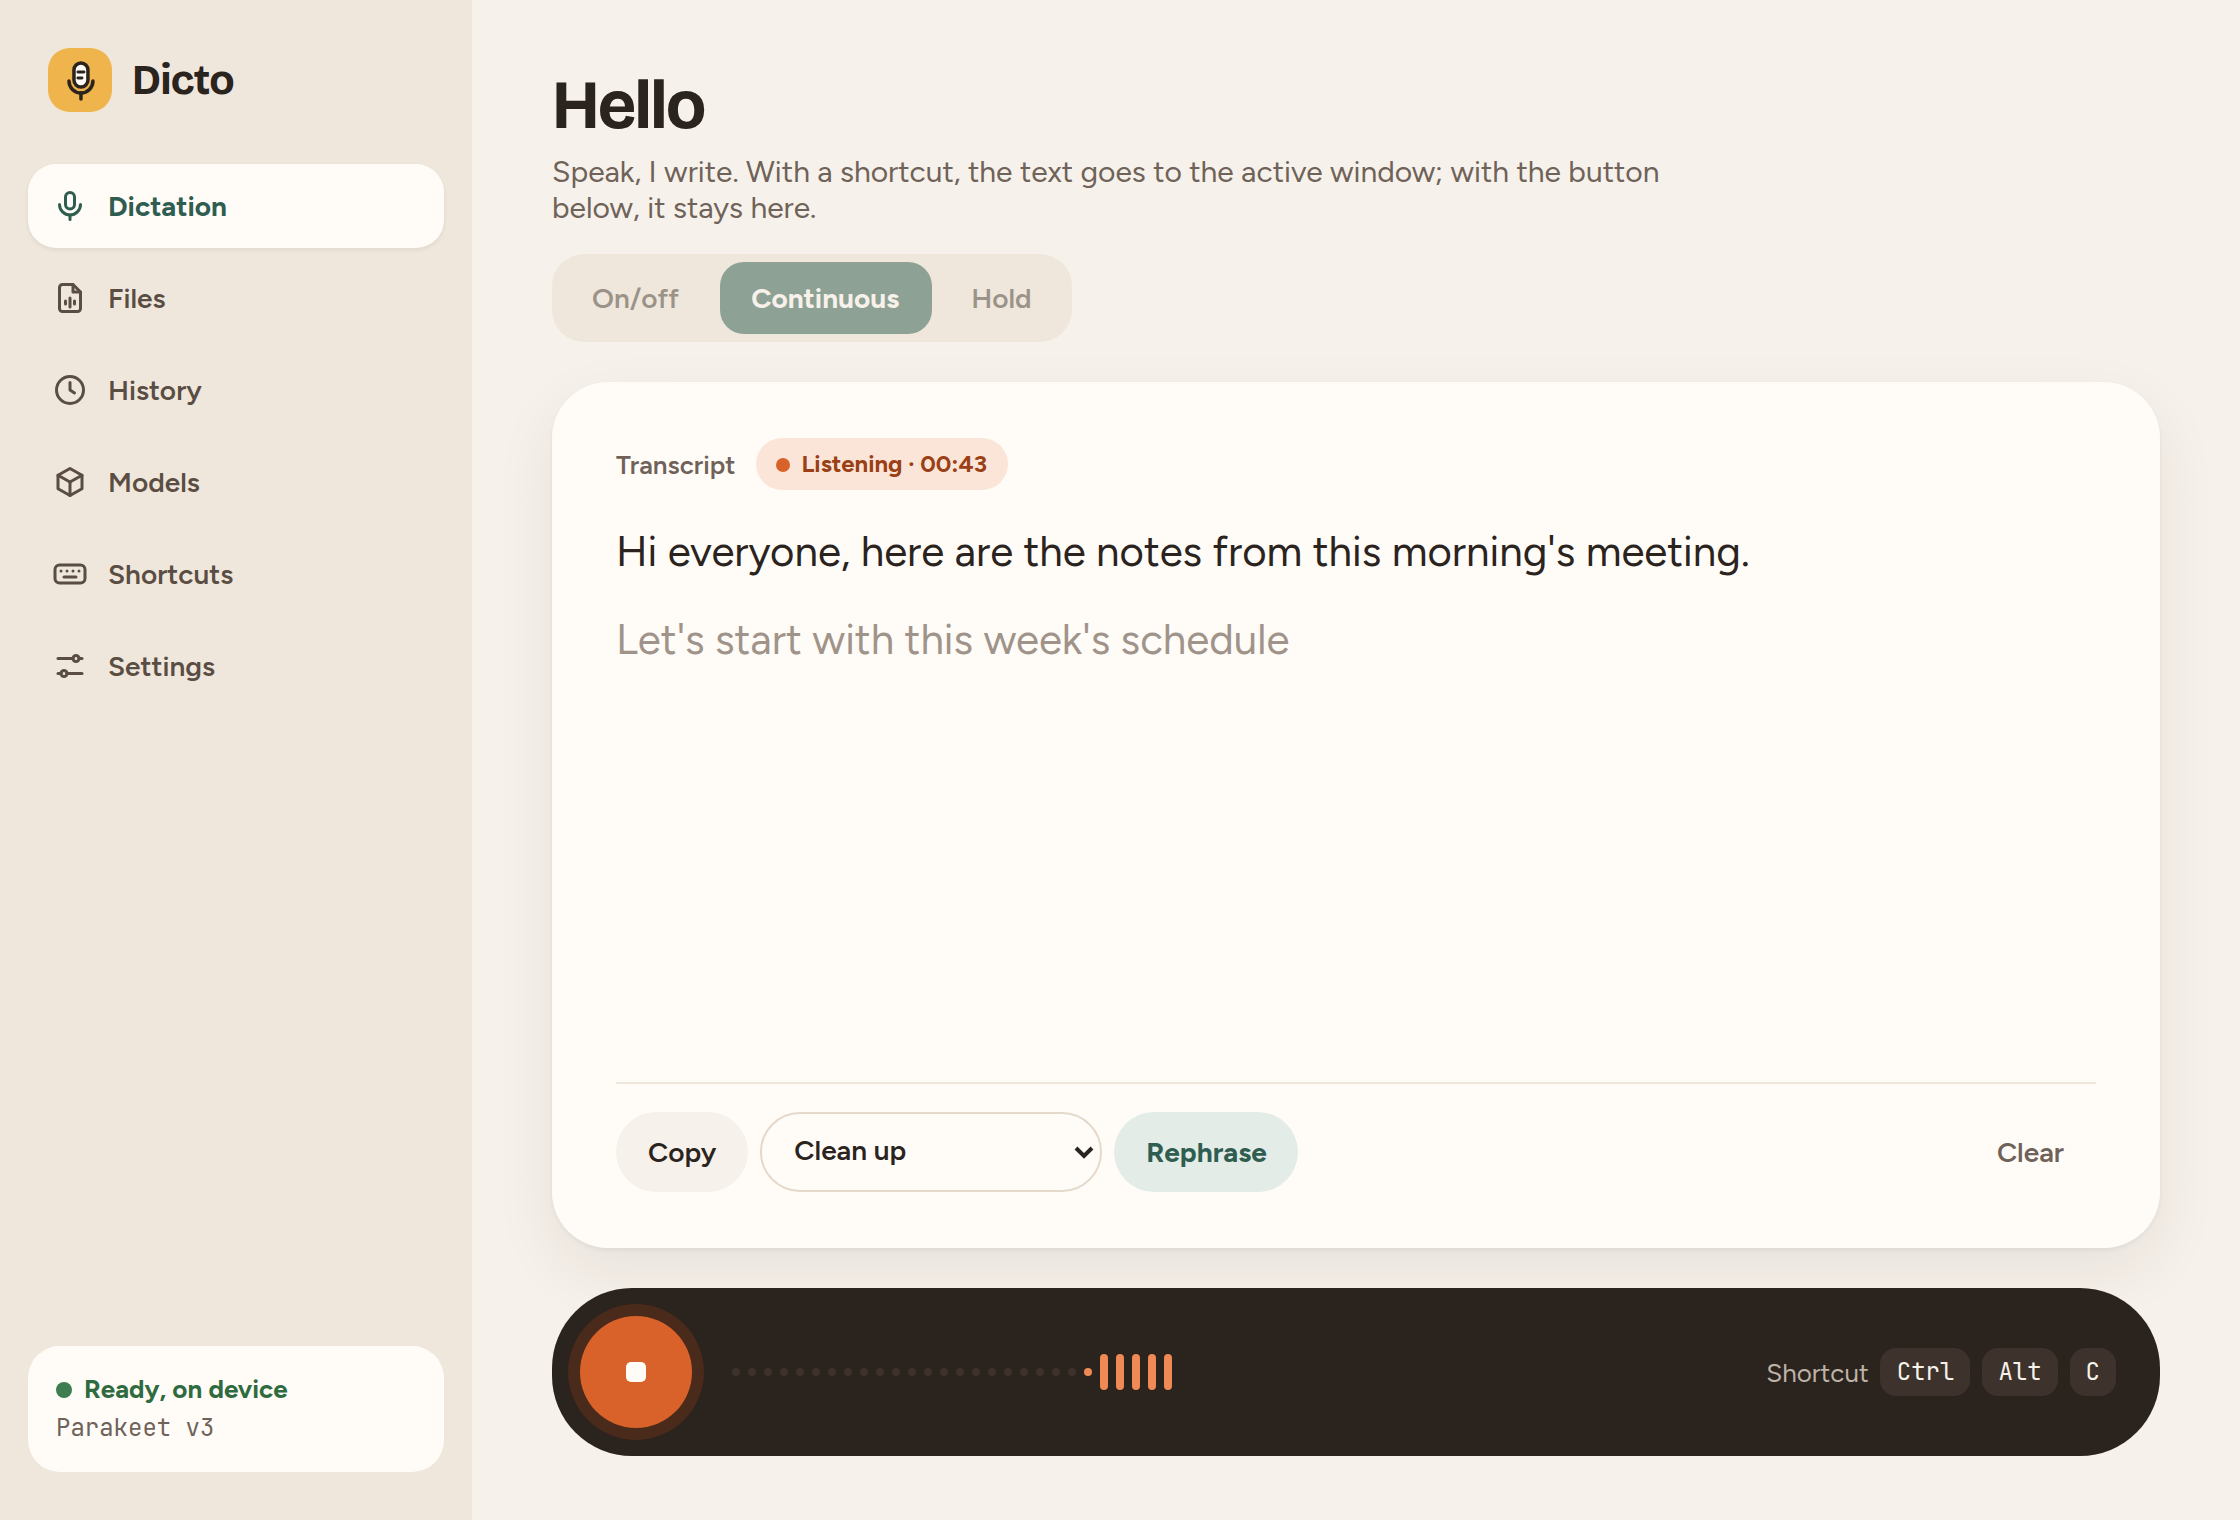 Dicto
Dictation
Files
History
Models
Shortcuts
Settings
Ready, on device
Parakeet v3
Hello
Speak, I write. With a shortcut, the text goes to the active window; with the button
below, it stays here.
On/off
Continuous
Hold
Transcript
Listening · 00:43
Hi everyone, here are the notes from this morning's meeting.
Let's start with this week's schedule
Copy
Clean up
Rephrase
Clear
Shortcut Ctrl Alt C